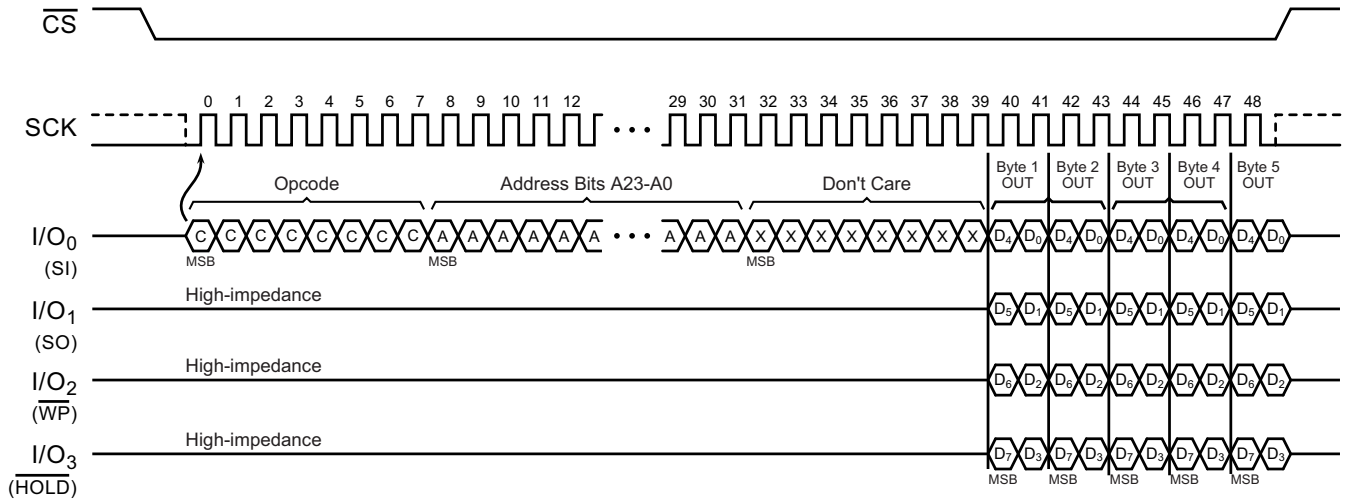 CS
SCK
0 1 2 3 4 5 6 7 8 9 10 11 12 29 30 31 32 33 34 35 36 37 38 39 40 41 42 43 44 45 46 47 48
Opcode
Address Bits A23-A0
Don't Care
Byte 1 OUT
Byte 2 OUT
Byte 3 OUT
Byte 4 OUT
Byte 5 OUT
I/O0 (SI)
C C C C C C C C A A A A A A A A A X X X X X X X X D4 D0 D4 D0 D4 D0 D4 D0 D4 D0
MSB MSB MSB
I/O1 (SO)
High-impedance
D5 D1 D5 D1 D5 D1 D5 D1 D5 D1
I/O2 (WP)
High-impedance
D6 D2 D6 D2 D6 D2 D6 D2 D6 D2
I/O3 (HOLD)
High-impedance
D7 D3 D7 D3 D7 D3 D7 D3 D7 D3
MSB MSB MSB MSB MSB